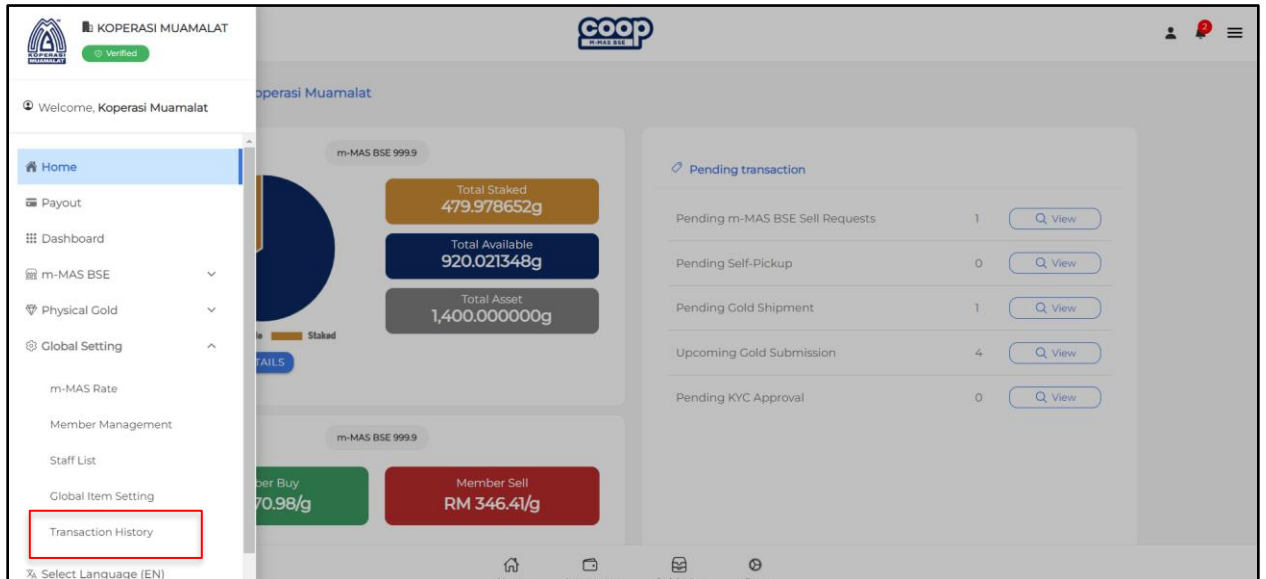 KOPERASI MUAMALAT
Verified
KOPERASI
MUAMALAT
coop
M-MAS BSE
2
Welcome, Koperasi Muamalat
operasi Muamalat
Home
Payout
Dashboard
m-MAS BSE
Physical Gold
Global Setting
m-MAS Rate
Member Management
Staff List
Global Item Setting
Transaction History
Select Language (EN)
m-MAS BSE 999.9
Total Staked
479.978652g
Total Available
920.021348g
Total Asset
1,400.000000g
Staked
TAILS
m-MAS BSE 999.9
ber Buy
70.98/g
Member Sell
RM 346.41/g
Pending transaction
Pending m-MAS BSE Sell Requests 1 View
Pending Self-Pickup 0 View
Pending Gold Shipment 1 View
Upcoming Gold Submission 4 View
Pending KYC Approval 0 View